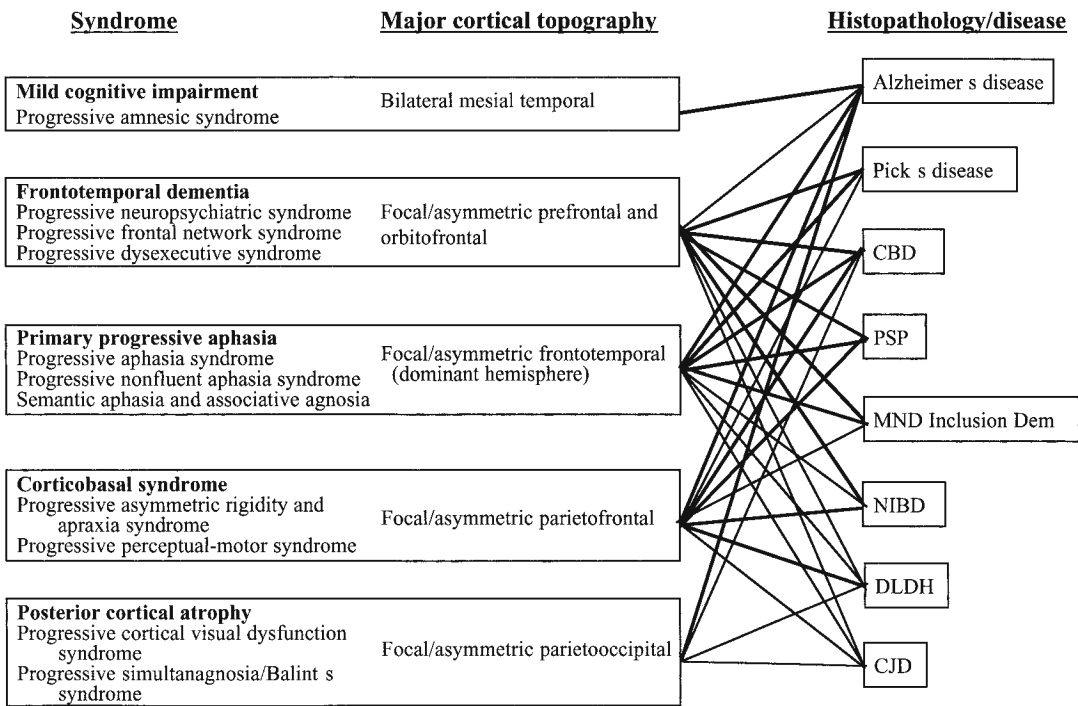 Syndrome
Major cortical topography
Histopathology/disease
Mild cognitive impairment
Progressive amnesic syndrome
Bilateral mesial temporal
Frontotemporal dementia
Progressive neuropsychiatric syndrome
Progressive frontal network syndrome
Progressive dysexecutive syndrome
Focal/asymmetric prefrontal and
orbitofrontal
Primary progressive aphasia
Progressive aphasia syndrome
Progressive nonfluent aphasia syndrome
Semantic aphasia and associative agnosia
Focal/asymmetric frontotemporal
(dominant hemisphere)
Corticobasal syndrome
Progressive asymmetric rigidity and
apraxia syndrome
Progressive perceptual-motor syndrome
Focal/asymmetric parietofrontal
Posterior cortical atrophy
Progressive cortical visual dysfunction
syndrome
Progressive simultanagnosia/Balint s
syndrome
Focal/asymmetric parietooccipital
Alzheimer s disease
Pick s disease
CBD
PSP
MND Inclusion Dem
NIBD
DLDH
CJD